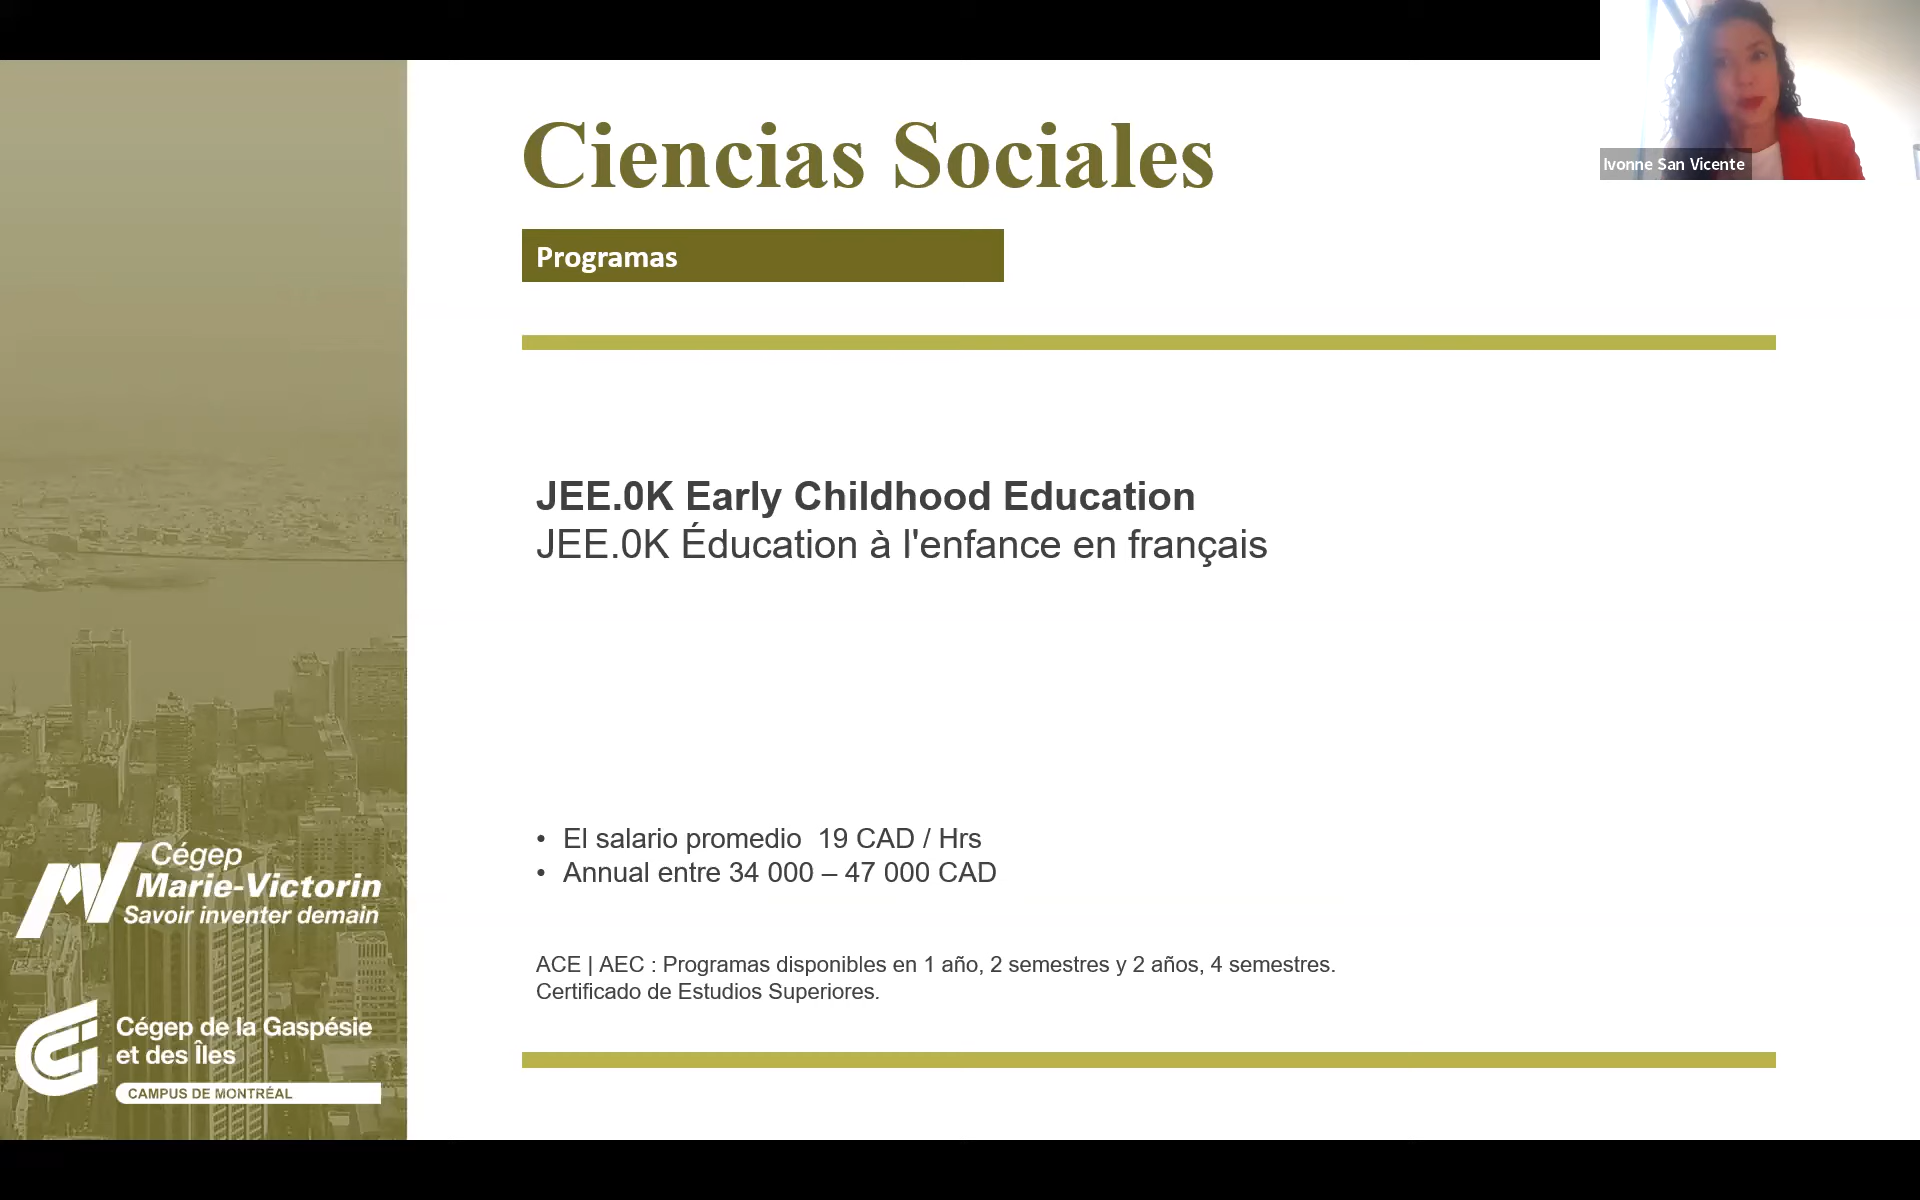 Ciencias Sociales
Ivonne San Vicente
Programas
JEE.0K Early Childhood Education
JEE.0K Éducation à l'enfance en français
• El salario promedio  19 CAD / Hrs
• Annual entre 34 000 – 47 000 CAD
ACE | AEC : Programas disponibles en 1 año, 2 semestres y 2 años, 4 semestres.
Certificado de Estudios Superiores.
Cégep
Marie-Victorin
Savoir inventer demain
Cégep de la Gaspésie
et des Îles
CAMPUS DE MONTRÉAL